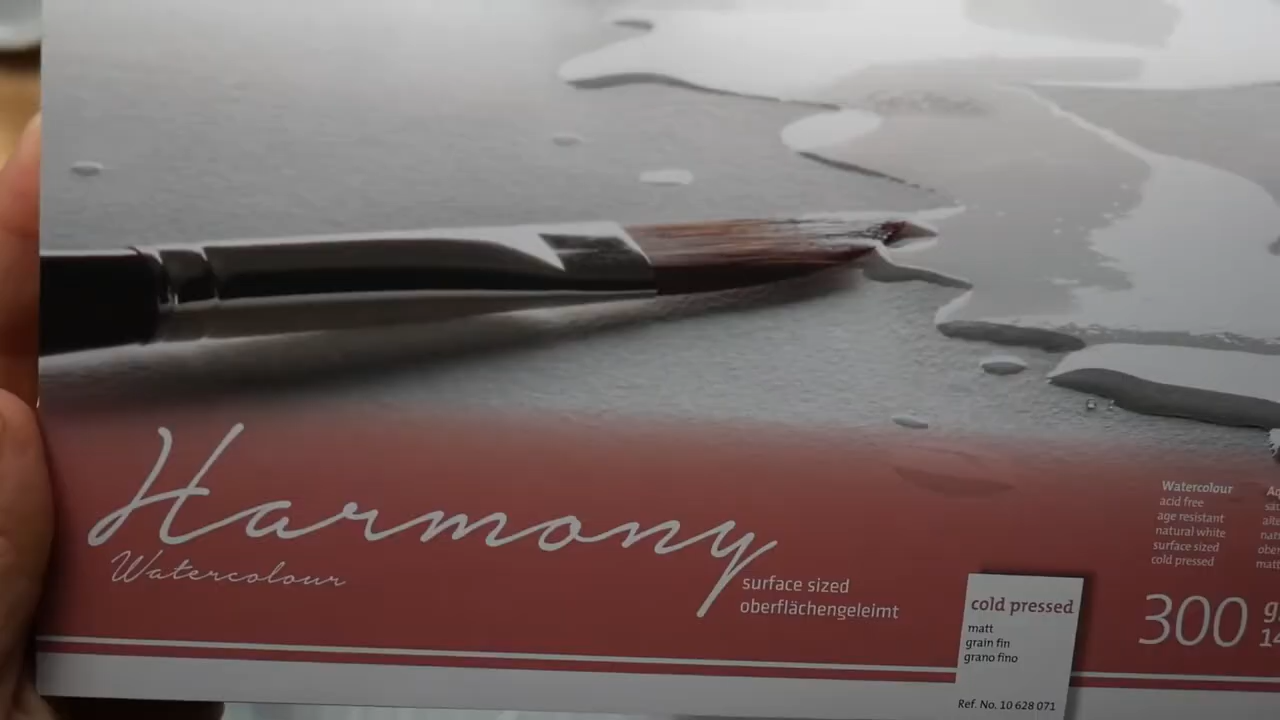 Harmony
Watercolour
surface sized
oberflächengeleimt
cold pressed
matt
grain fin
grano fino
Ref. No. 10 628 071
Watercolour
acid free
age resistant
natural white
surface sized
cold pressed
300